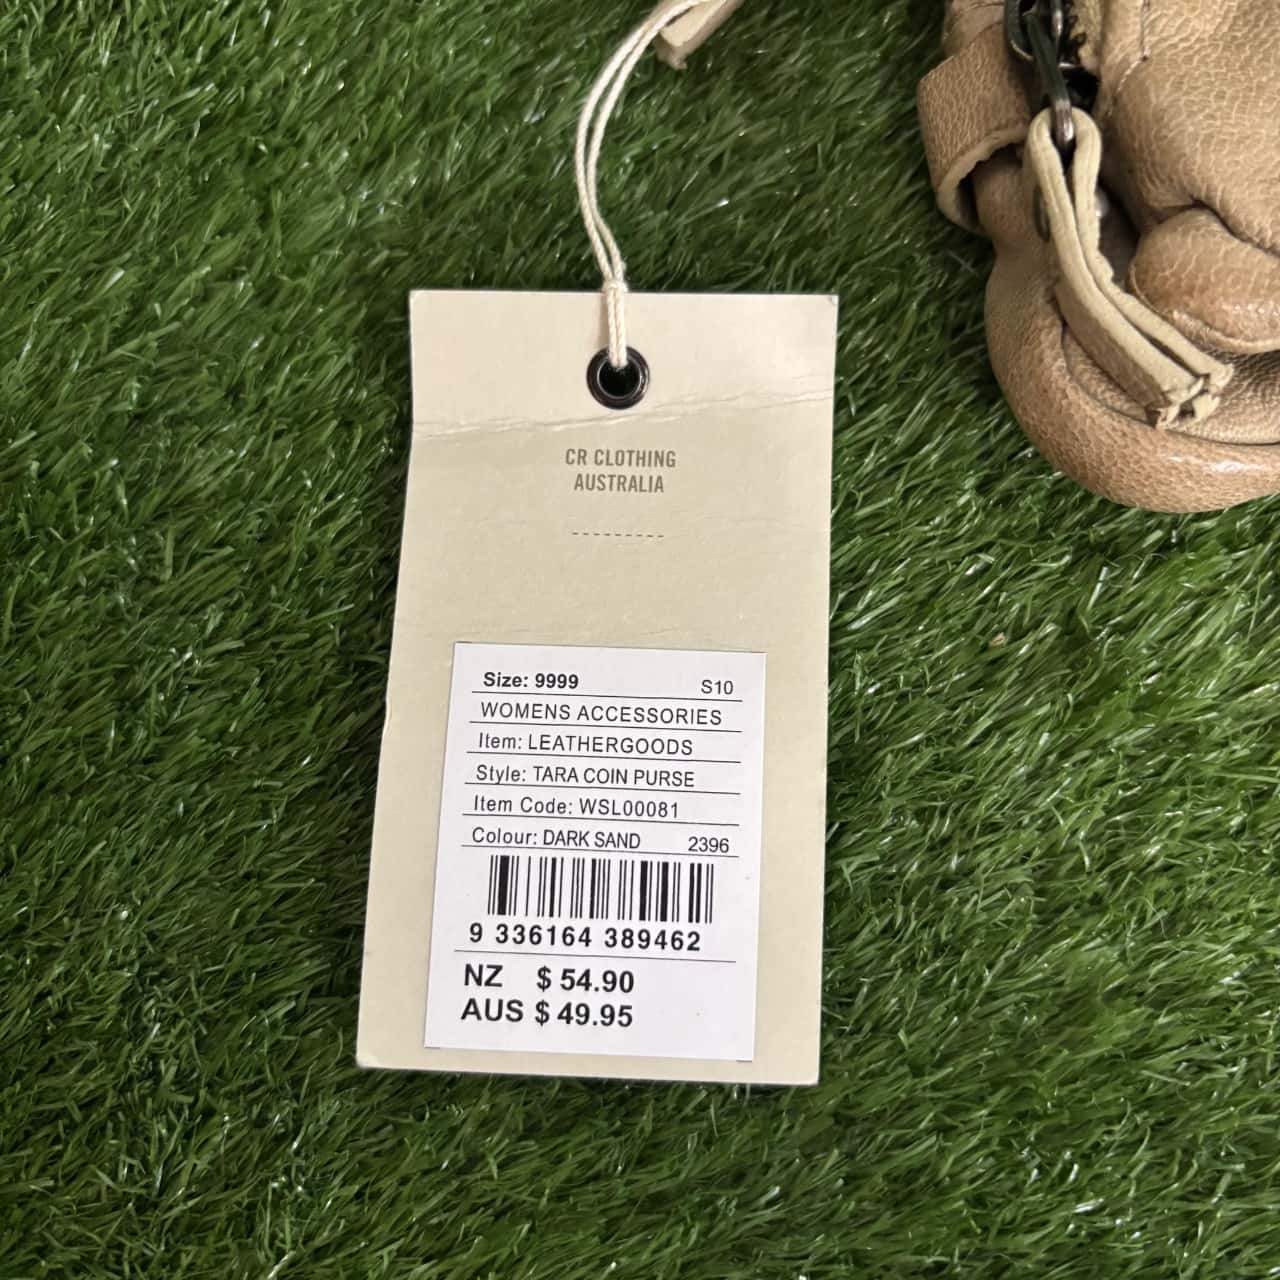 CR CLOTHING
AUSTRALIA
Size: 9999 S10
WOMENS ACCESSORIES
Item: LEATHERGOODS
Style: TARA COIN PURSE
Item Code: WSL00081
Colour: DARK SAND 2396
9 336164 389462
NZ $ 54.90
AUS $ 49.95